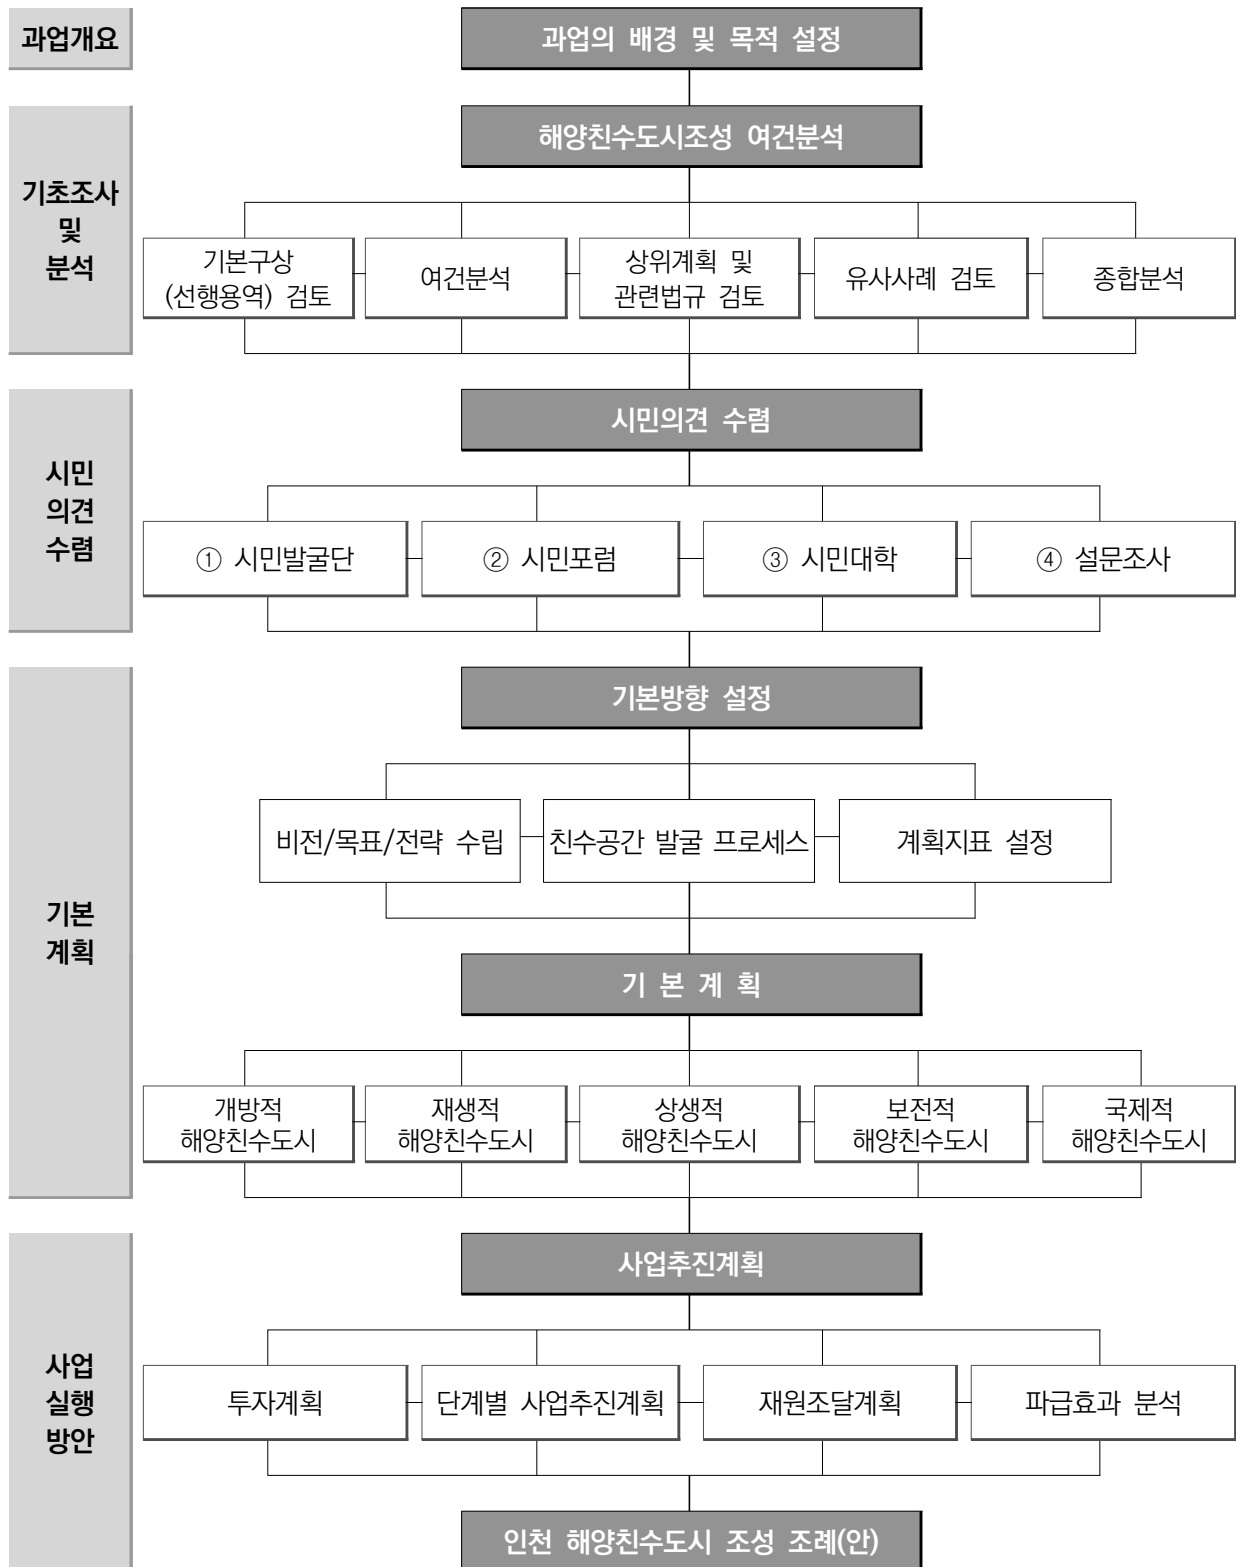 과업개요
과업의 배경 및 목적 설정
기초조사
및
분석
해양친수도시조성 여건분석
기본구상
(선행용역) 검토
여건분석
상위계획 및
관련법규 검토
유사사례 검토
종합분석
시민
의견
수렴
시민의견 수렴
① 시민발굴단
② 시민포럼
③ 시민대학
④ 설문조사
기본
계획
기본방향 설정
비전/목표/전략 수립
친수공간 발굴 프로세스
계획지표 설정
기 본 계 획
개방적
해양친수도시
재생적
해양친수도시
상생적
해양친수도시
보전적
해양친수도시
국제적
해양친수도시
사업
실행
방안
사업추진계획
투자계획
단계별 사업추진계획
재원조달계획
파급효과 분석
인천 해양친수도시 조성 조례(안)